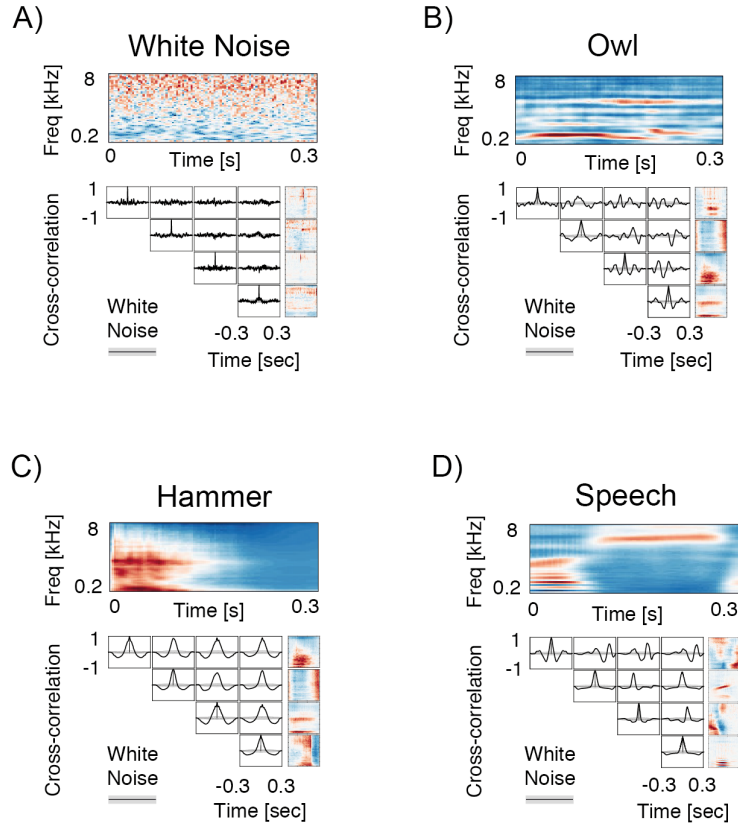 A)
White Noise
Freq [kHz]
8
0.2
0
Time [s]
0.3
Cross-correlation
1
-1
White
Noise
-0.3 0.3
Time [sec]
B)
Owl
Freq [kHz]
8
0.2
0
Time [s]
0.3
Cross-correlation
1
-1
White
Noise
-0.3 0.3
Time [sec]
C)
Hammer
Freq [kHz]
8
0.2
0
Time [s]
0.3
Cross-correlation
1
-1
White
Noise
-0.3 0.3
Time [sec]
D)
Speech
Freq [kHz]
8
0.2
0
Time [s]
0.3
Cross-correlation
1
-1
White
Noise
-0.3 0.3
Time [sec]